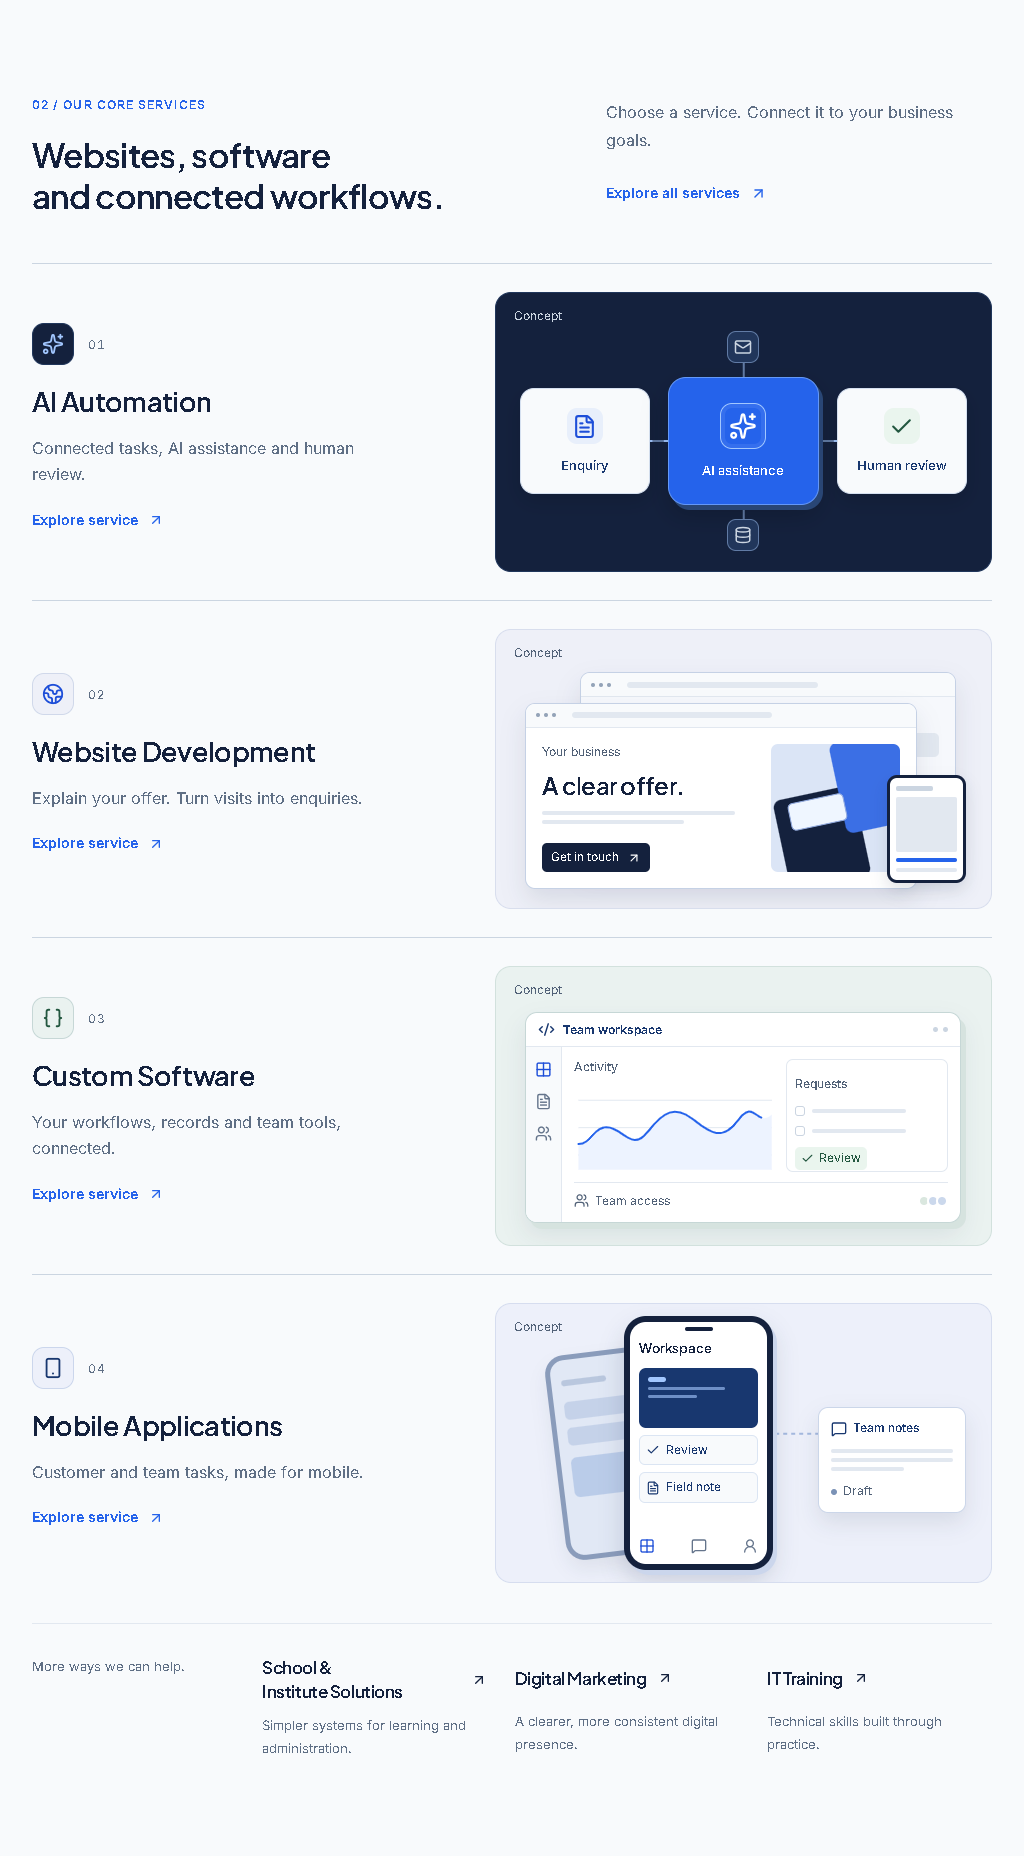 02 / OUR CORE SERVICES
Websites, software
and connected workflows.
Choose a service. Connect it to your business
goals.
Explore all services
01
AI Automation
Connected tasks, AI assistance and human
review.
Explore service
Concept
Enquiry
AI assistance
Human review
02
Website Development
Explain your offer. Turn visits into enquiries.
Explore service
Concept
Your business
A clear offer.
Get in touch
03
Custom Software
Your workflows, records and team tools,
connected.
Explore service
Concept
Team workspace
Activity
Requests
Review
Team access
04
Mobile Applications
Customer and team tasks, made for mobile.
Explore service
Concept
Workspace
Review
Field note
Team notes
Draft
More ways we can help.
School &
Institute Solutions
Simpler systems for learning and
administration.
Digital Marketing
A clearer, more consistent digital
presence.
IT Training
Technical skills built through
practice.